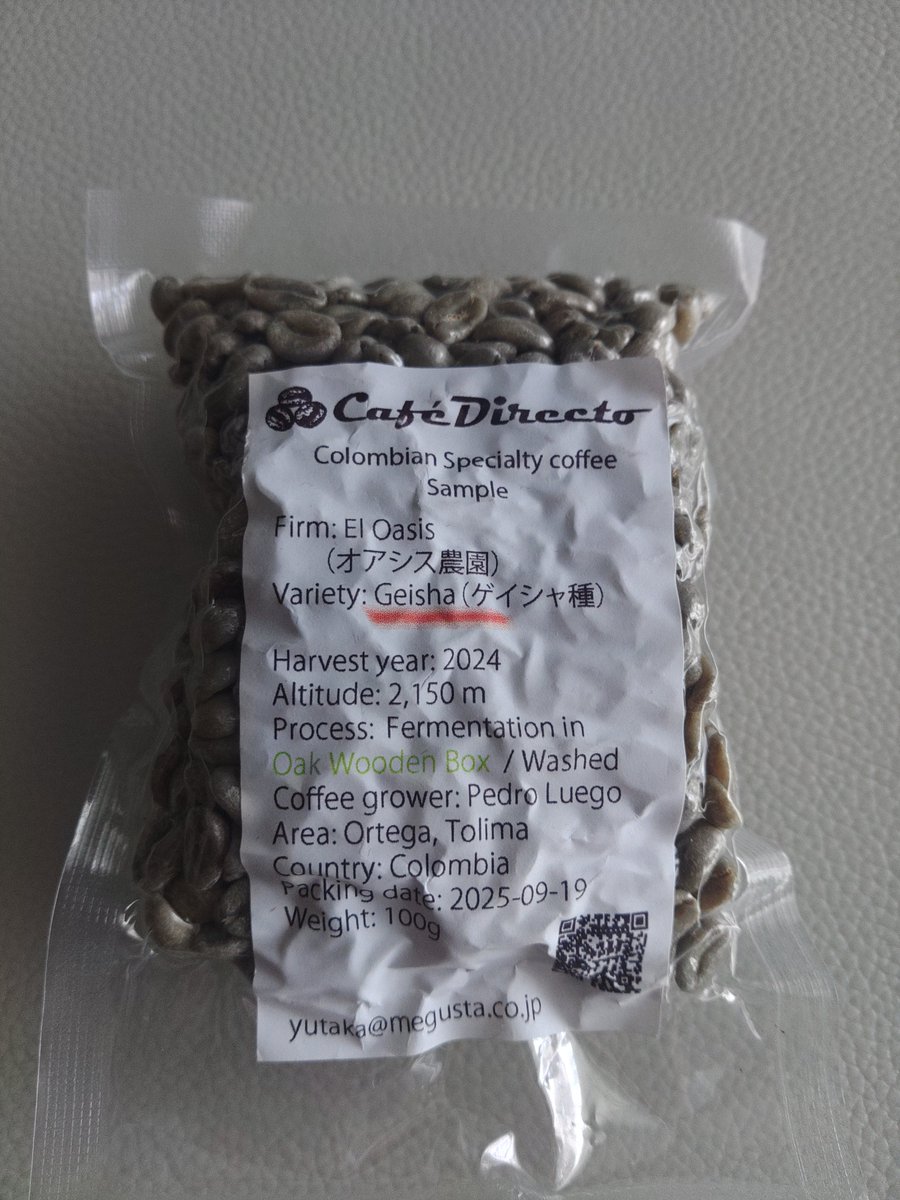 Café Directo
Colombian Specialty coffee
Sample
Firm: El Oasis
(オアシス農園)
Variety: Geisha (ゲイシャ種)
Harvest year: 2024
Altitude: 2,150 m
Process: Fermentation in
Oak Wooden Box / Washed
Coffee grower: Pedro Luego
Area: Ortega, Tolima
Country: Colombia
Packing date: 2025-09-19
Weight: 100g
yutaka@megusta.co.jp